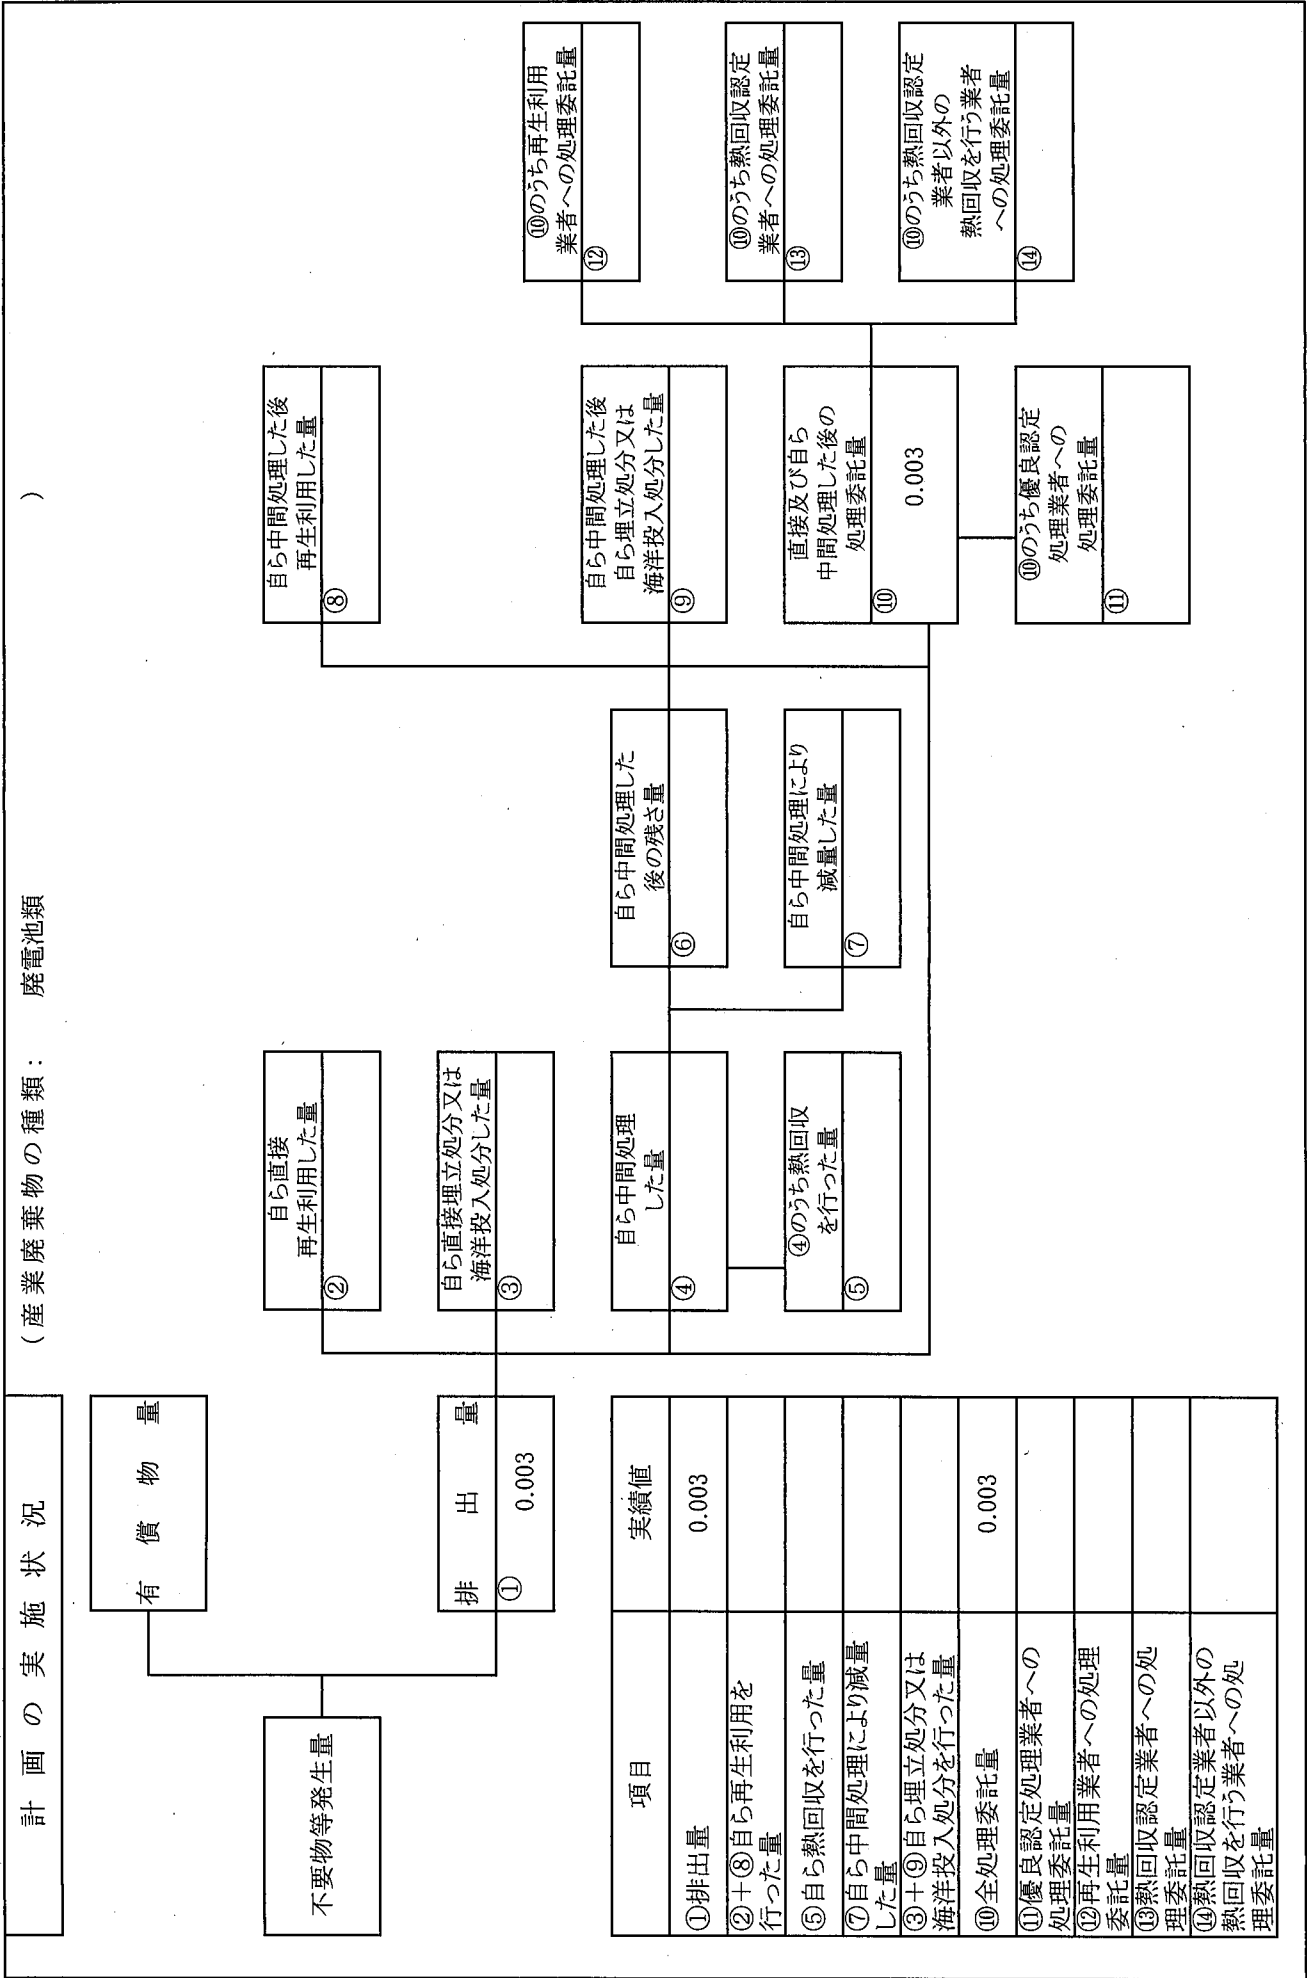 計画の実施状況
（産業廃棄物の種類： 廃電池類 ）
有償物量
不要物等発生量
排出量
①
0.003
自ら直接
再生利用した量
②
自ら直接埋立処分又は
海洋投入処分した量
③
自ら中間処理
した量
④
④のうち熱回収
を行った量
⑤
自ら中間処理した
後の残さ量
⑥
自ら中間処理により
減量した量
⑦
自ら中間処理した後
再生利用した量
⑧
自ら中間処理した後
自ら埋立処分又は
海洋投入処分した量
⑨
直接及び自ら
中間処理した後の
処理委託量
⑩
0.003
⑩のうち優良認定
処理業者への
処理委託量
⑪
⑩のうち再生利用
業者への処理委託量
⑫
⑩のうち熱回収認定
業者への処理委託量
⑬
⑩のうち熱回収認定
業者以外の
熱回収を行う業者
への処理委託量
⑭
項目 実績値
①排出量 0.003
②＋⑧自ら再生利用を
行った量
⑤自ら熱回収を行った量
⑦自ら中間処理により減量
した量
③＋⑨自ら埋立処分又は
海洋投入処分を行った量
⑩全処理委託量 0.003
⑪優良認定処理業者への
処理委託量
⑫再生利用業者への処理
委託量
⑬熱回収認定業者への処
理委託量
⑭熱回収認定業者以外の
熱回収を行う業者への処
理委託量